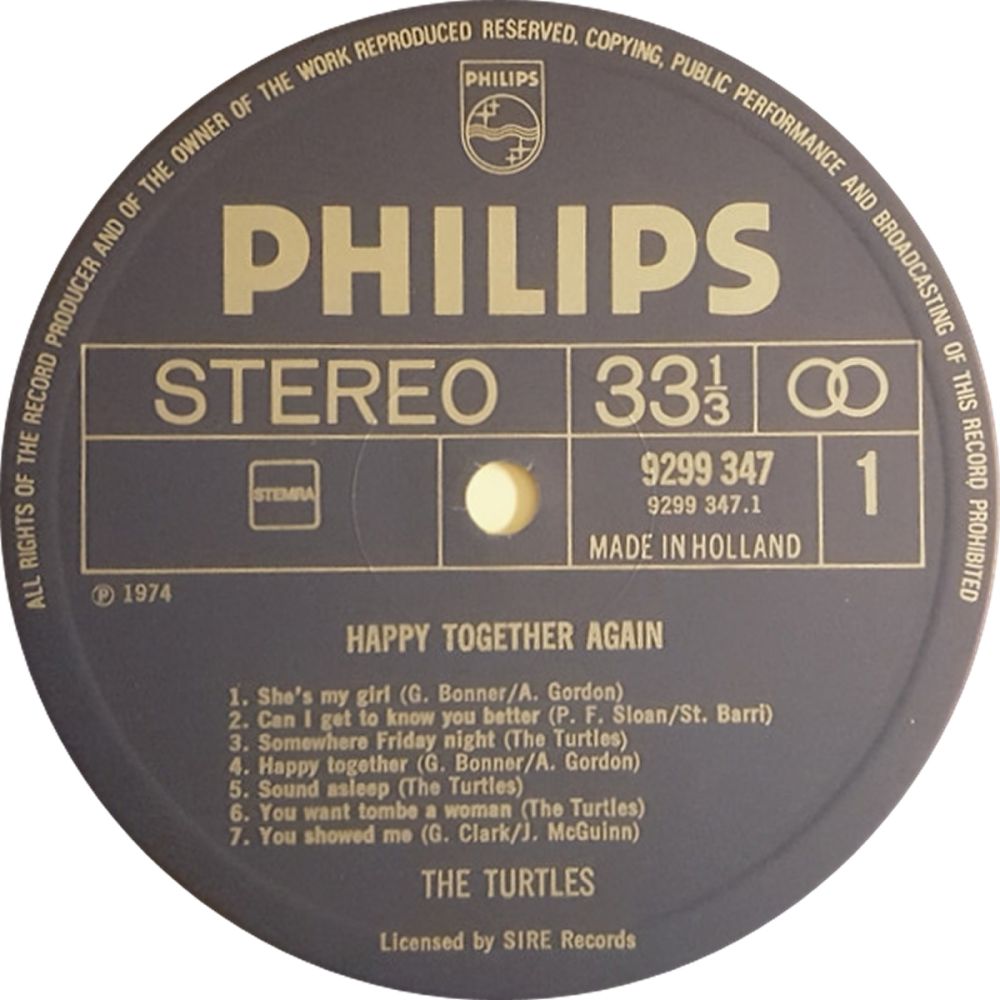 ALL RIGHTS OF THE RECORD PRODUCER AND OF THE OWNER OF THE WORK REPRODUCED RESERVED. COPYING, PUBLIC PERFORMANCE AND BROADCASTING OF THIS RECORD PROHIBITED
PHILIPS
PHILIPS
STEREO 33 1/3
STEMRA 9299 347 1
9299 347.1
MADE IN HOLLAND
℗ 1974
HAPPY TOGETHER AGAIN
1. She's my girl (G. Bonner/A. Gordon)
2. Can I get to know you better (P. F. Sloan/St. Barri)
3. Somewhere Friday night (The Turtles)
4. Happy together (G. Bonner/A. Gordon)
5. Sound asleep (The Turtles)
6. You want tombe a woman (The Turtles)
7. You showed me (G. Clark/J. McGuinn)
THE TURTLES
Licensed by SIRE Records